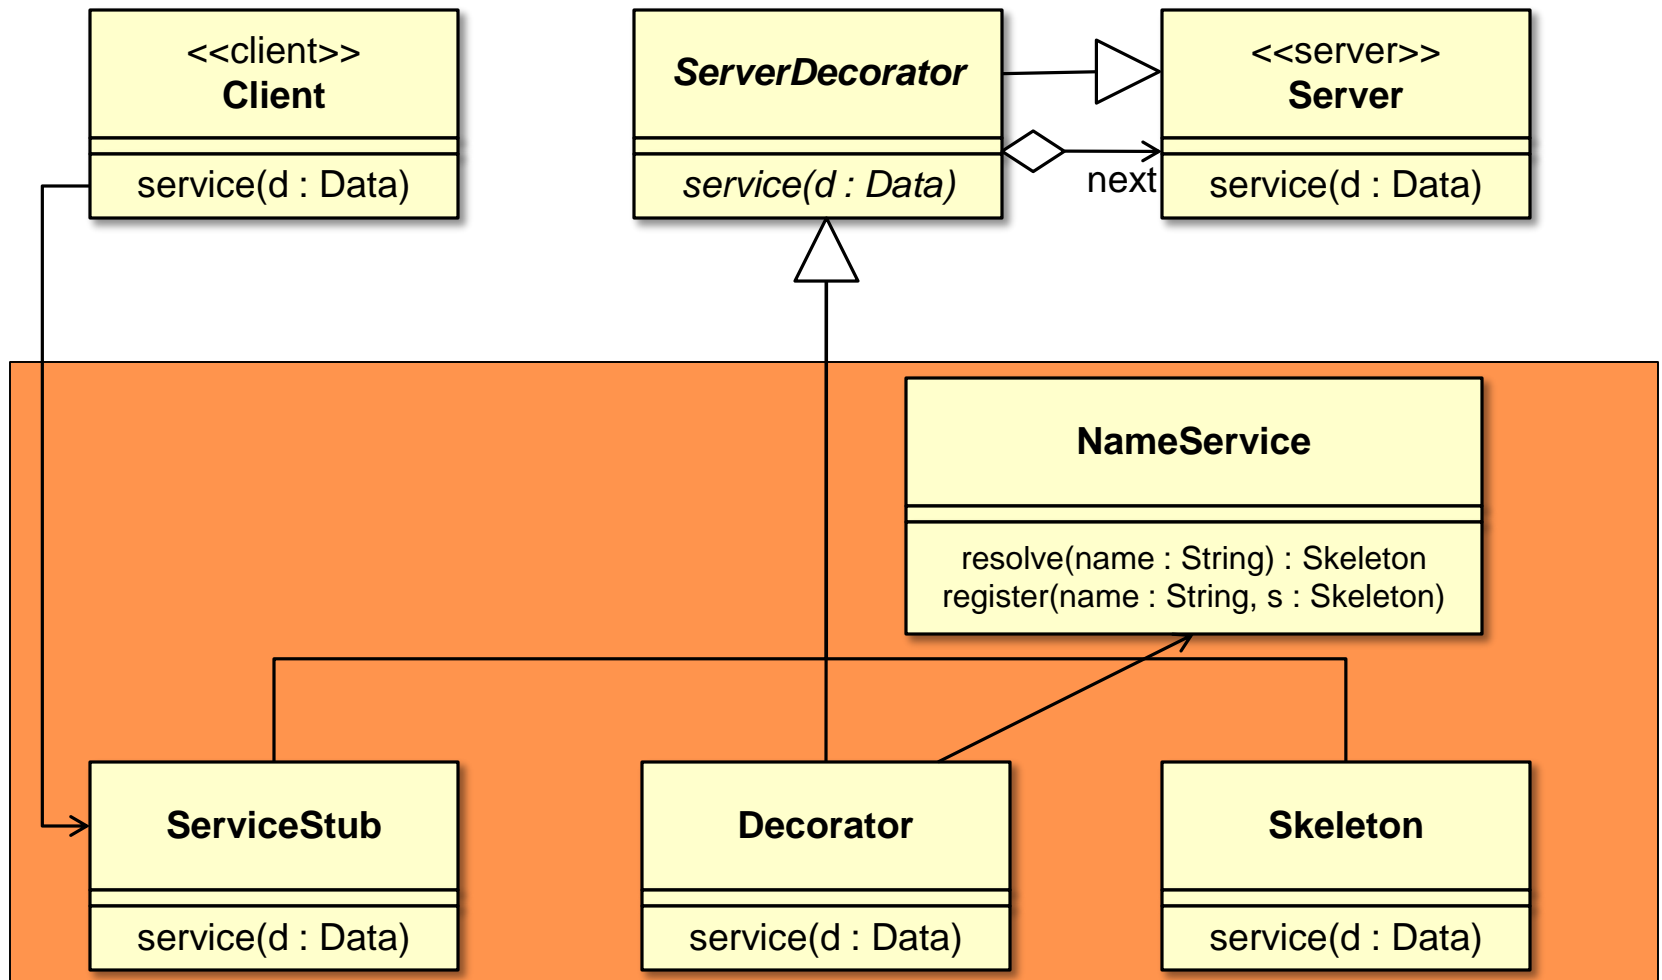 <<client>>
Client
service(d : Data)
ServerDecorator
service(d : Data)
next
<<server>>
Server
service(d : Data)
NameService
resolve(name : String) : Skeleton
register(name : String, s : Skeleton)
ServiceStub
service(d : Data)
Decorator
service(d : Data)
Skeleton
service(d : Data)